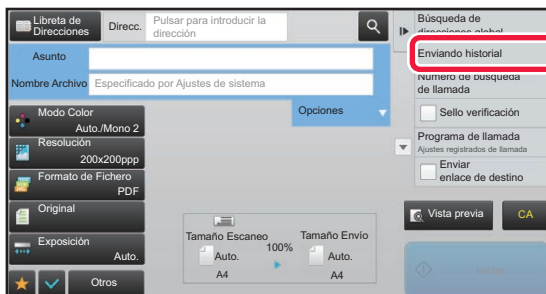 Libreta de
Direcciones
Direcc.
Pulsar para introducir la
dirección
Asunto
Nombre Archivo
Especificado por Ajustes de sistema
Opciones
Modo Color
Auto./Mono 2
Resolución
200x200ppp
Formato de Fichero
PDF
Original
Exposición
Auto.
Otros
Tamaño Escaneo
100%
Tamaño Envío
Auto.
A4
Auto.
A4
Búsqueda de
direcciones global
Enviando historial
Número de búsqueda
de llamada
Sello verificación
Programa de llamada
Ajustes registrados de llamada
Enviar
enlace de destino
Vista previa
CA
Iniciar